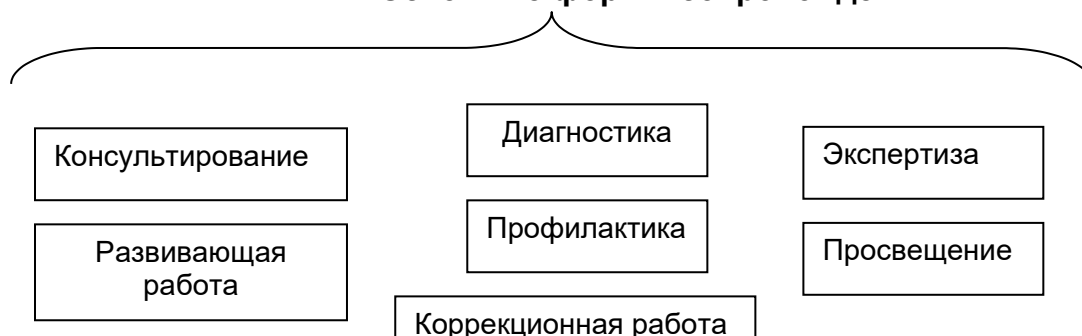 Консультирование
Диагностика
Экспертиза
Развивающая
работа
Профилактика
Просвещение
Коррекционная работа